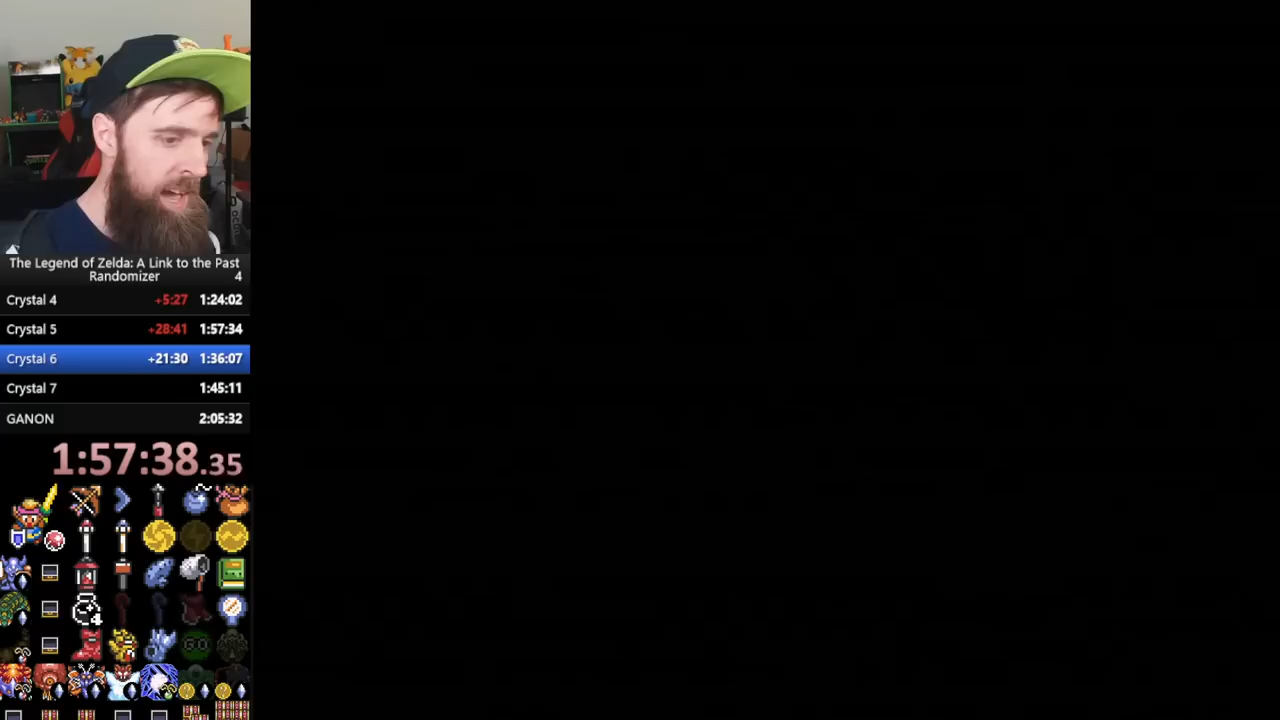 The Legend of Zelda: A Link to the Past
Randomizer 4
Crystal 4 +5:27 1:24:02
Crystal 5 +28:41 1:57:34
Crystal 6 +21:30 1:36:07
Crystal 7 1:45:11
GANON 2:05:32
1:57:38.35
4
GO